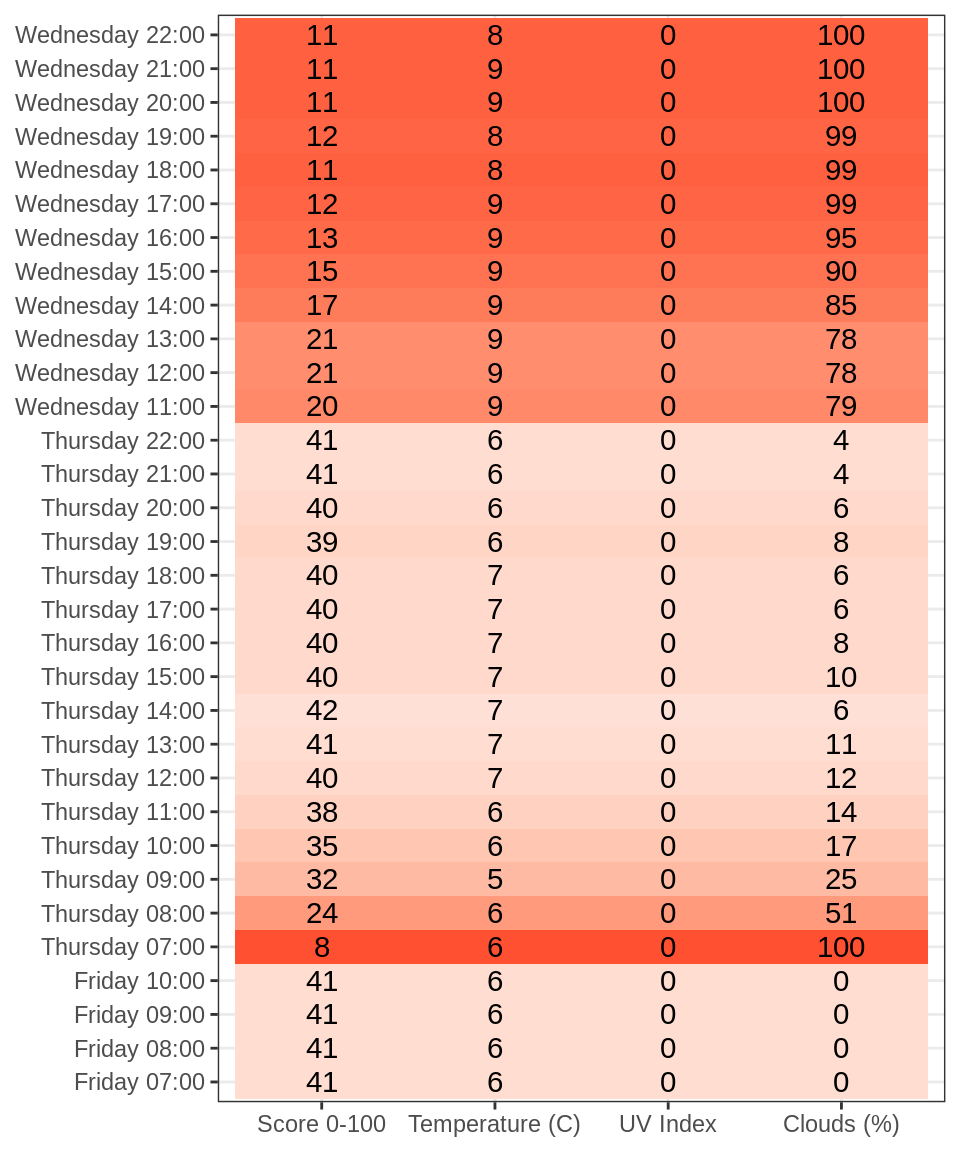 Wednesday 22:00 11 8 0 100
Wednesday 21:00 11 9 0 100
Wednesday 20:00 11 9 0 100
Wednesday 19:00 12 8 0 99
Wednesday 18:00 11 8 0 99
Wednesday 17:00 12 9 0 99
Wednesday 16:00 13 9 0 95
Wednesday 15:00 15 9 0 90
Wednesday 14:00 17 9 0 85
Wednesday 13:00 21 9 0 78
Wednesday 12:00 21 9 0 78
Wednesday 11:00 20 9 0 79
Thursday 22:00 41 6 0 4
Thursday 21:00 41 6 0 4
Thursday 20:00 40 6 0 6
Thursday 19:00 39 6 0 8
Thursday 18:00 40 7 0 6
Thursday 17:00 40 7 0 6
Thursday 16:00 40 7 0 8
Thursday 15:00 40 7 0 10
Thursday 14:00 42 7 0 6
Thursday 13:00 41 7 0 11
Thursday 12:00 40 7 0 12
Thursday 11:00 38 6 0 14
Thursday 10:00 35 6 0 17
Thursday 09:00 32 5 0 25
Thursday 08:00 24 6 0 51
Thursday 07:00 8 6 0 100
Friday 10:00 41 6 0 0
Friday 09:00 41 6 0 0
Friday 08:00 41 6 0 0
Friday 07:00 41 6 0 0
Score 0-100 Temperature (C) UV Index Clouds (%)